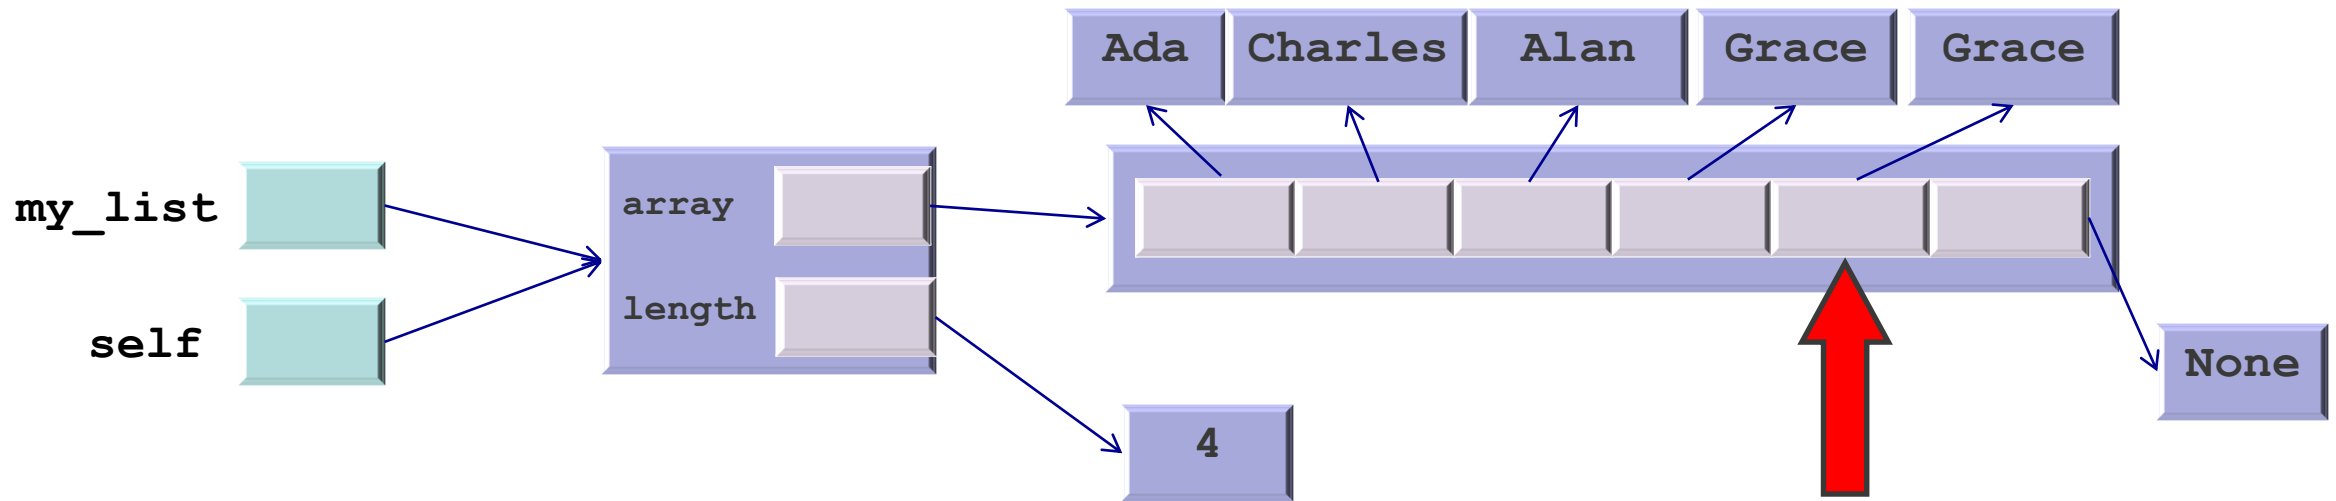 Ada Charles Alan Grace Grace
my_list
array
length
self
None
4